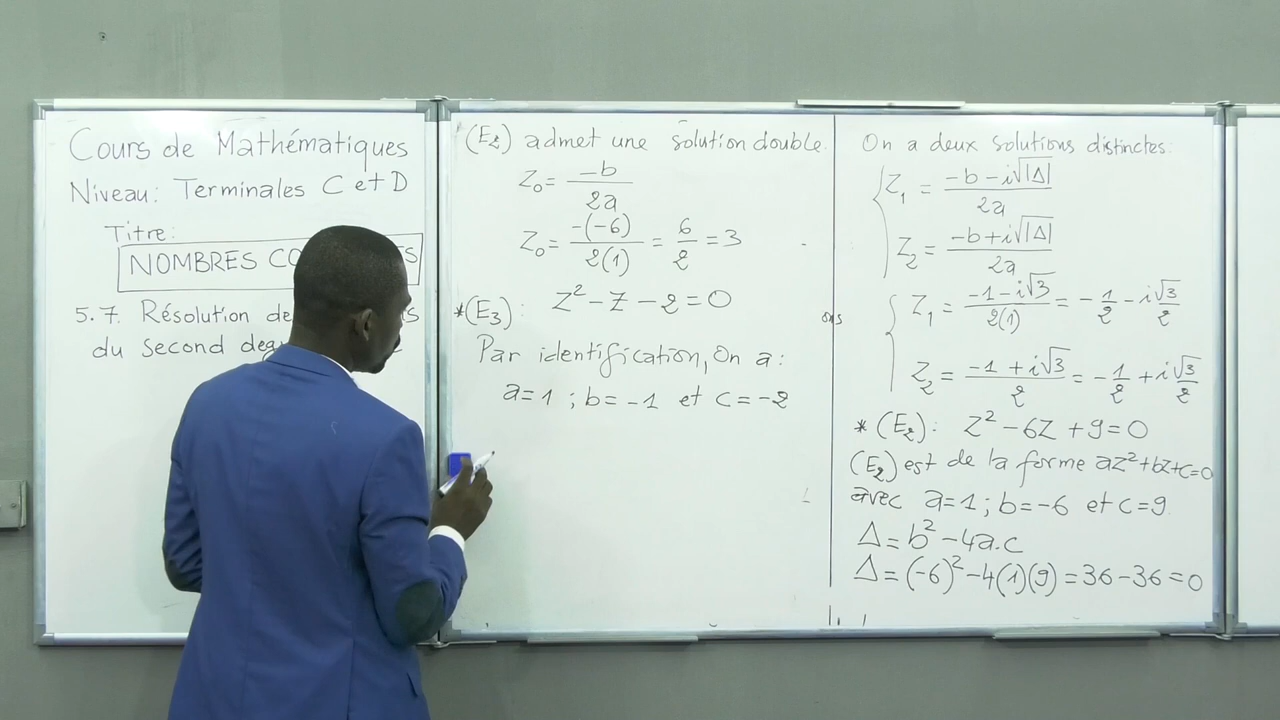 Cours de Mathématiques
Niveau: Terminales C et D
Titre:
NOMBRES CO
S
5.7. Résolution de
s
du second deg
(E₂) admet une solution double.
Z₀ = -b/2a
Z₀ = -(-6)/2(1) = 6/2 = 3
*(E₃): Z² - Z - 2 = 0
Par identification, On a:
a=1 ; b= -1 et c = -2
ons
On a deux solutions distinctes:
Z₁ = (-b - i√|Δ|)/2a
Z₂ = (-b + i√|Δ|)/2a
Z₁ = (-1 - i√3)/2(1) = -1/2 - i√3/2
Z₂ = (-1 + i√3)/2 = -1/2 + i√3/2
* (E₂): Z² - 6Z + 9 = 0
(E₂) est de la forme az²+bz+c=0
avec a=1 ; b=-6 et c=9.
Δ = b² - 4a.c
Δ = (-6)² - 4(1)(9) = 36 - 36 = 0